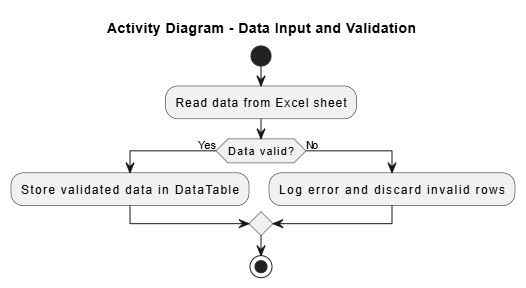 Activity Diagram - Data Input and Validation
Read data from Excel sheet
Yes
Data valid?
No
Store validated data in DataTable
Log error and discard invalid rows